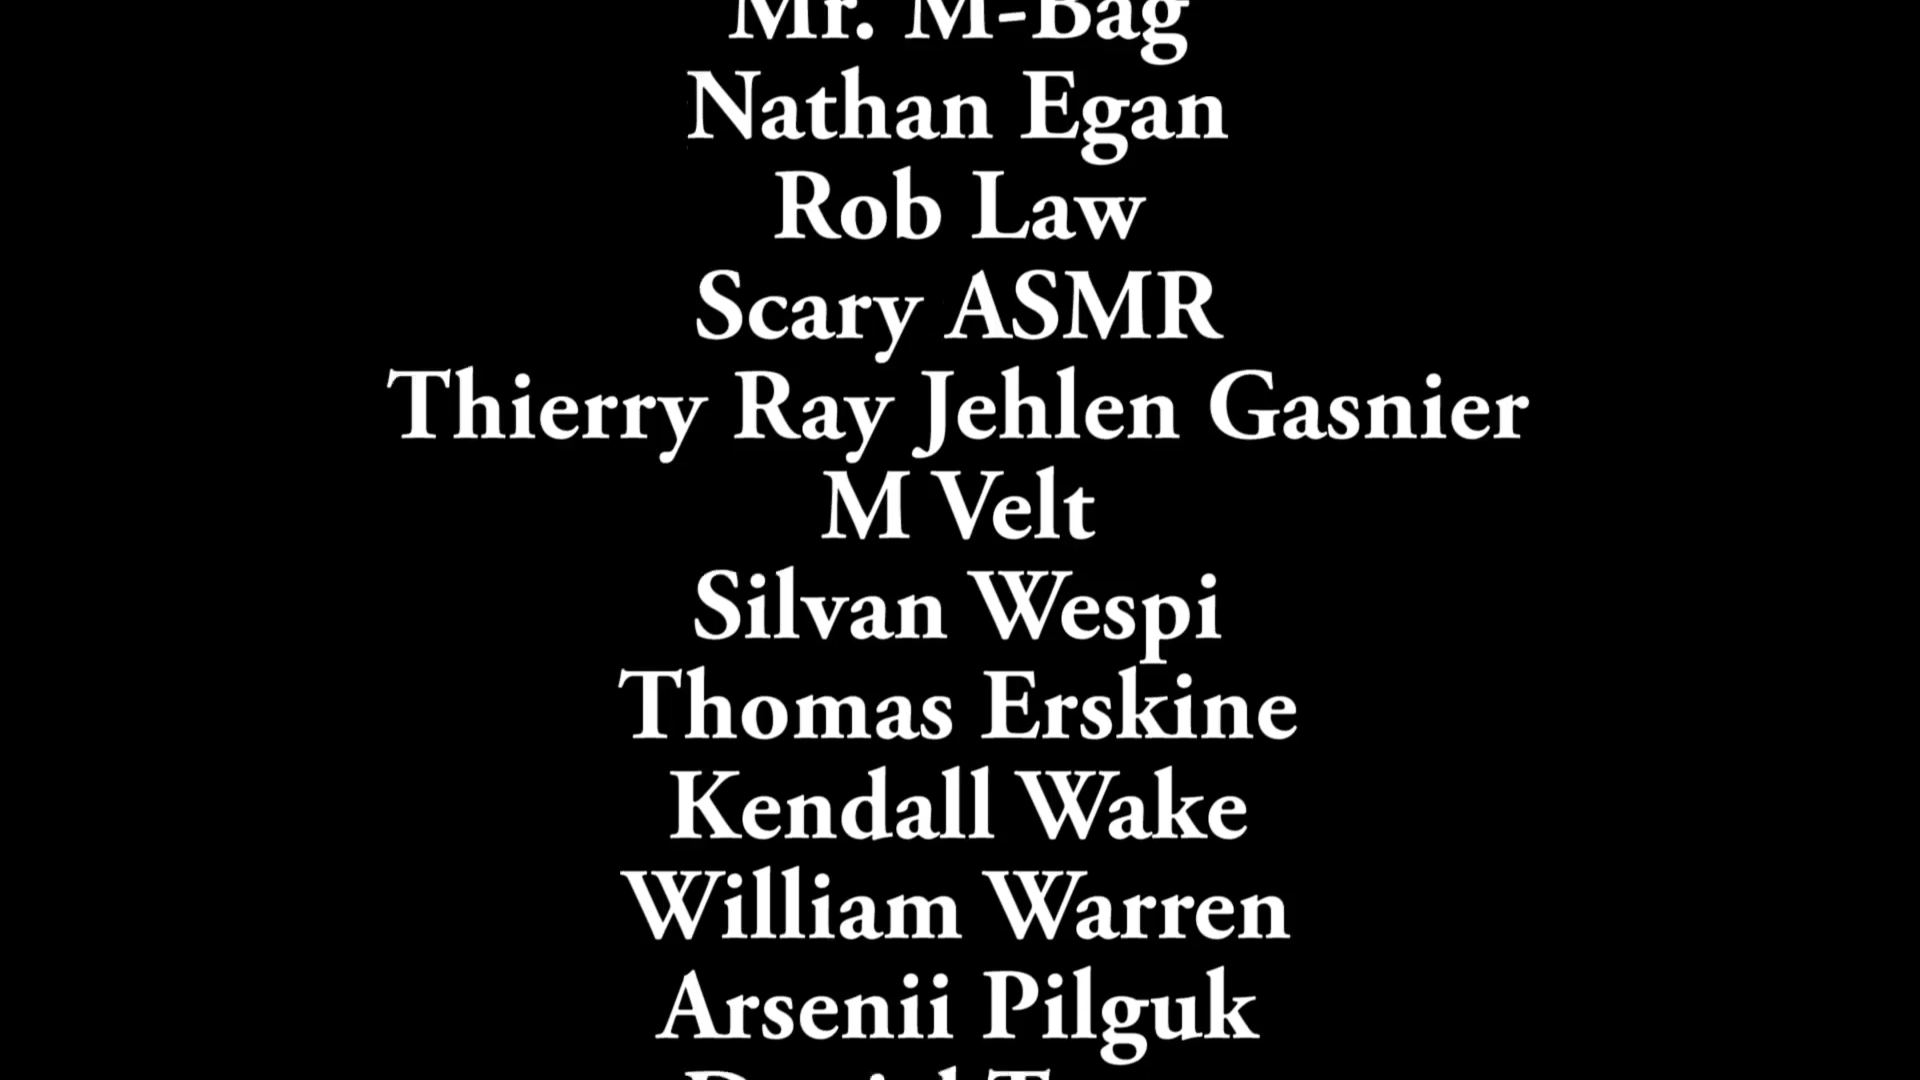 Mr. M-Bag
Nathan Egan
Rob Law
Scary ASMR
Thierry Ray Jehlen Gasnier
M Velt
Silvan Wespi
Thomas Erskine
Kendall Wake
William Warren
Arsenii Pilguk